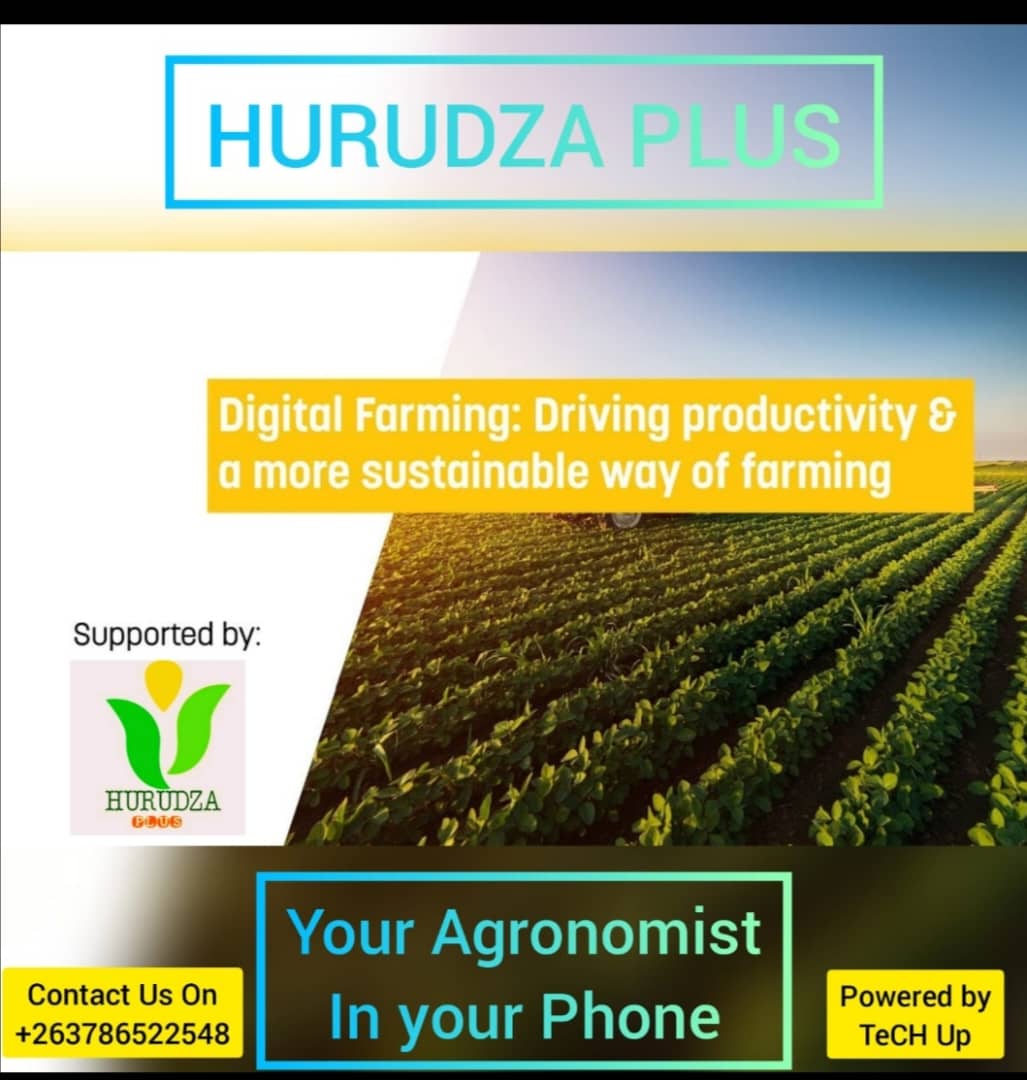 HURUDZA PLUS
Digital Farming: Driving productivity &
a more sustainable way of farming
Supported by:
HURUDZA
PLUS
Your Agronomist
In your Phone
Contact Us On
+263786522548
Powered by
TeCH Up